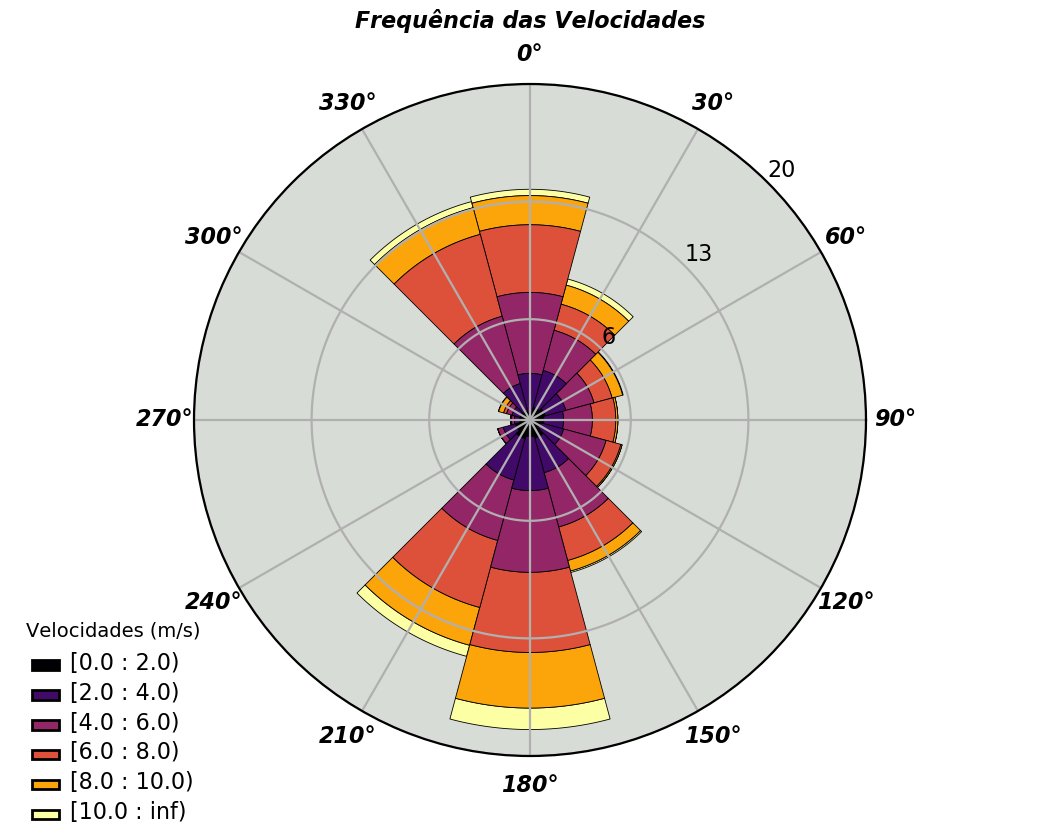 Frequência das Velocidades
0°
330°
30°
20
300°
60°
13
6
270°
90°
240°
120°
210°
150°
180°
Velocidades (m/s)
[0.0 : 2.0)
[2.0 : 4.0)
[4.0 : 6.0)
[6.0 : 8.0)
[8.0 : 10.0)
[10.0 : inf)